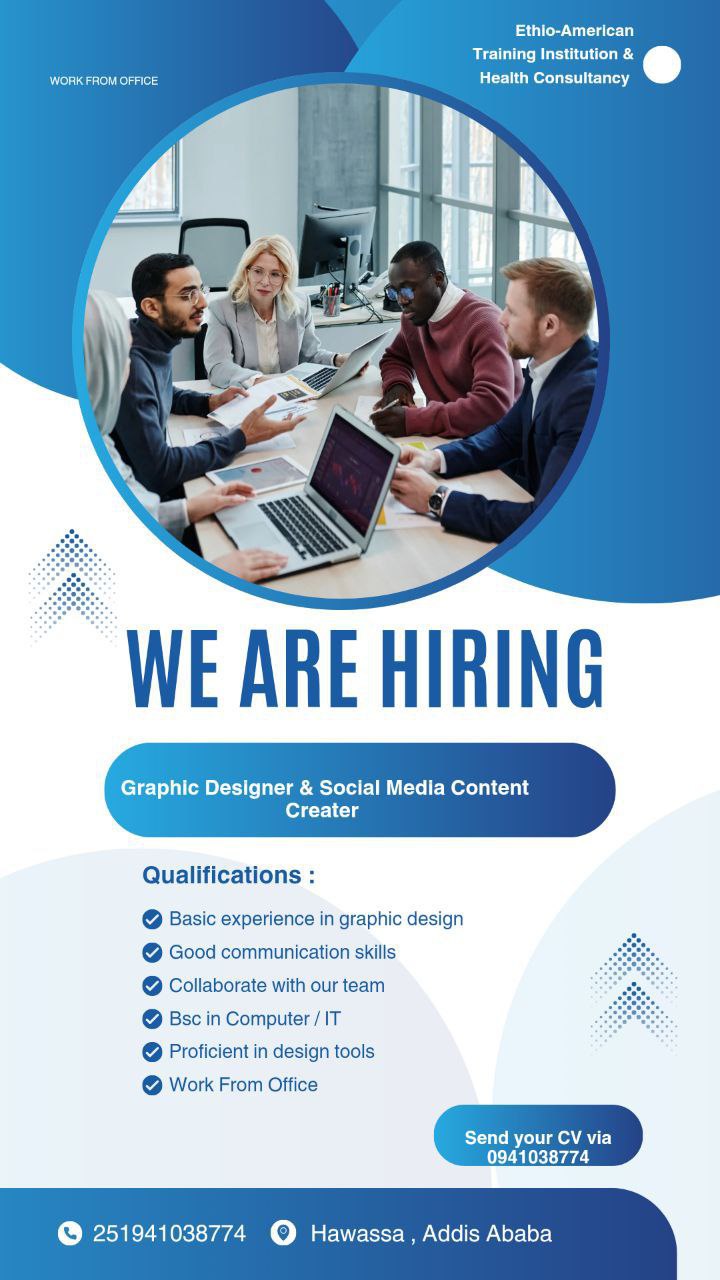 Ethio-American
Training Institution &
Health Consultancy
WORK FROM OFFICE
WE ARE HIRING
Graphic Designer & Social Media Content
Creater
Qualifications :
Basic experience in graphic design
Good communication skills
Collaborate with our team
Bsc in Computer / IT
Proficient in design tools
Work From Office
Send your CV via
0941038774
251941038774
Hawassa , Addis Ababa